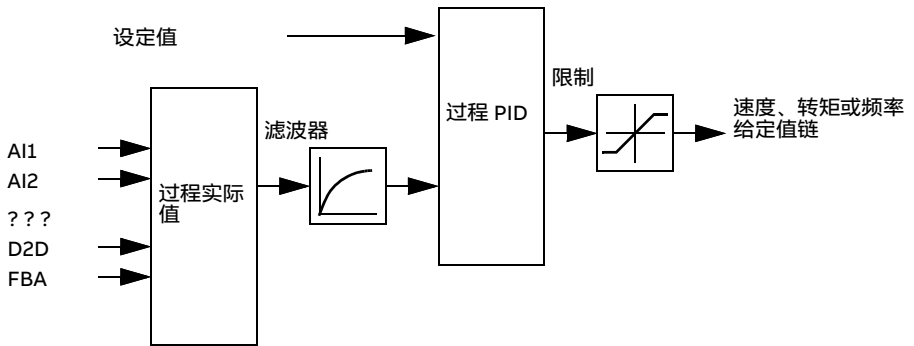 设定值
过程 PID
限制
速度、转矩或频率
给定值链
滤波器
AI1
AI2
? ? ?
D2D
FBA
过程实际
值